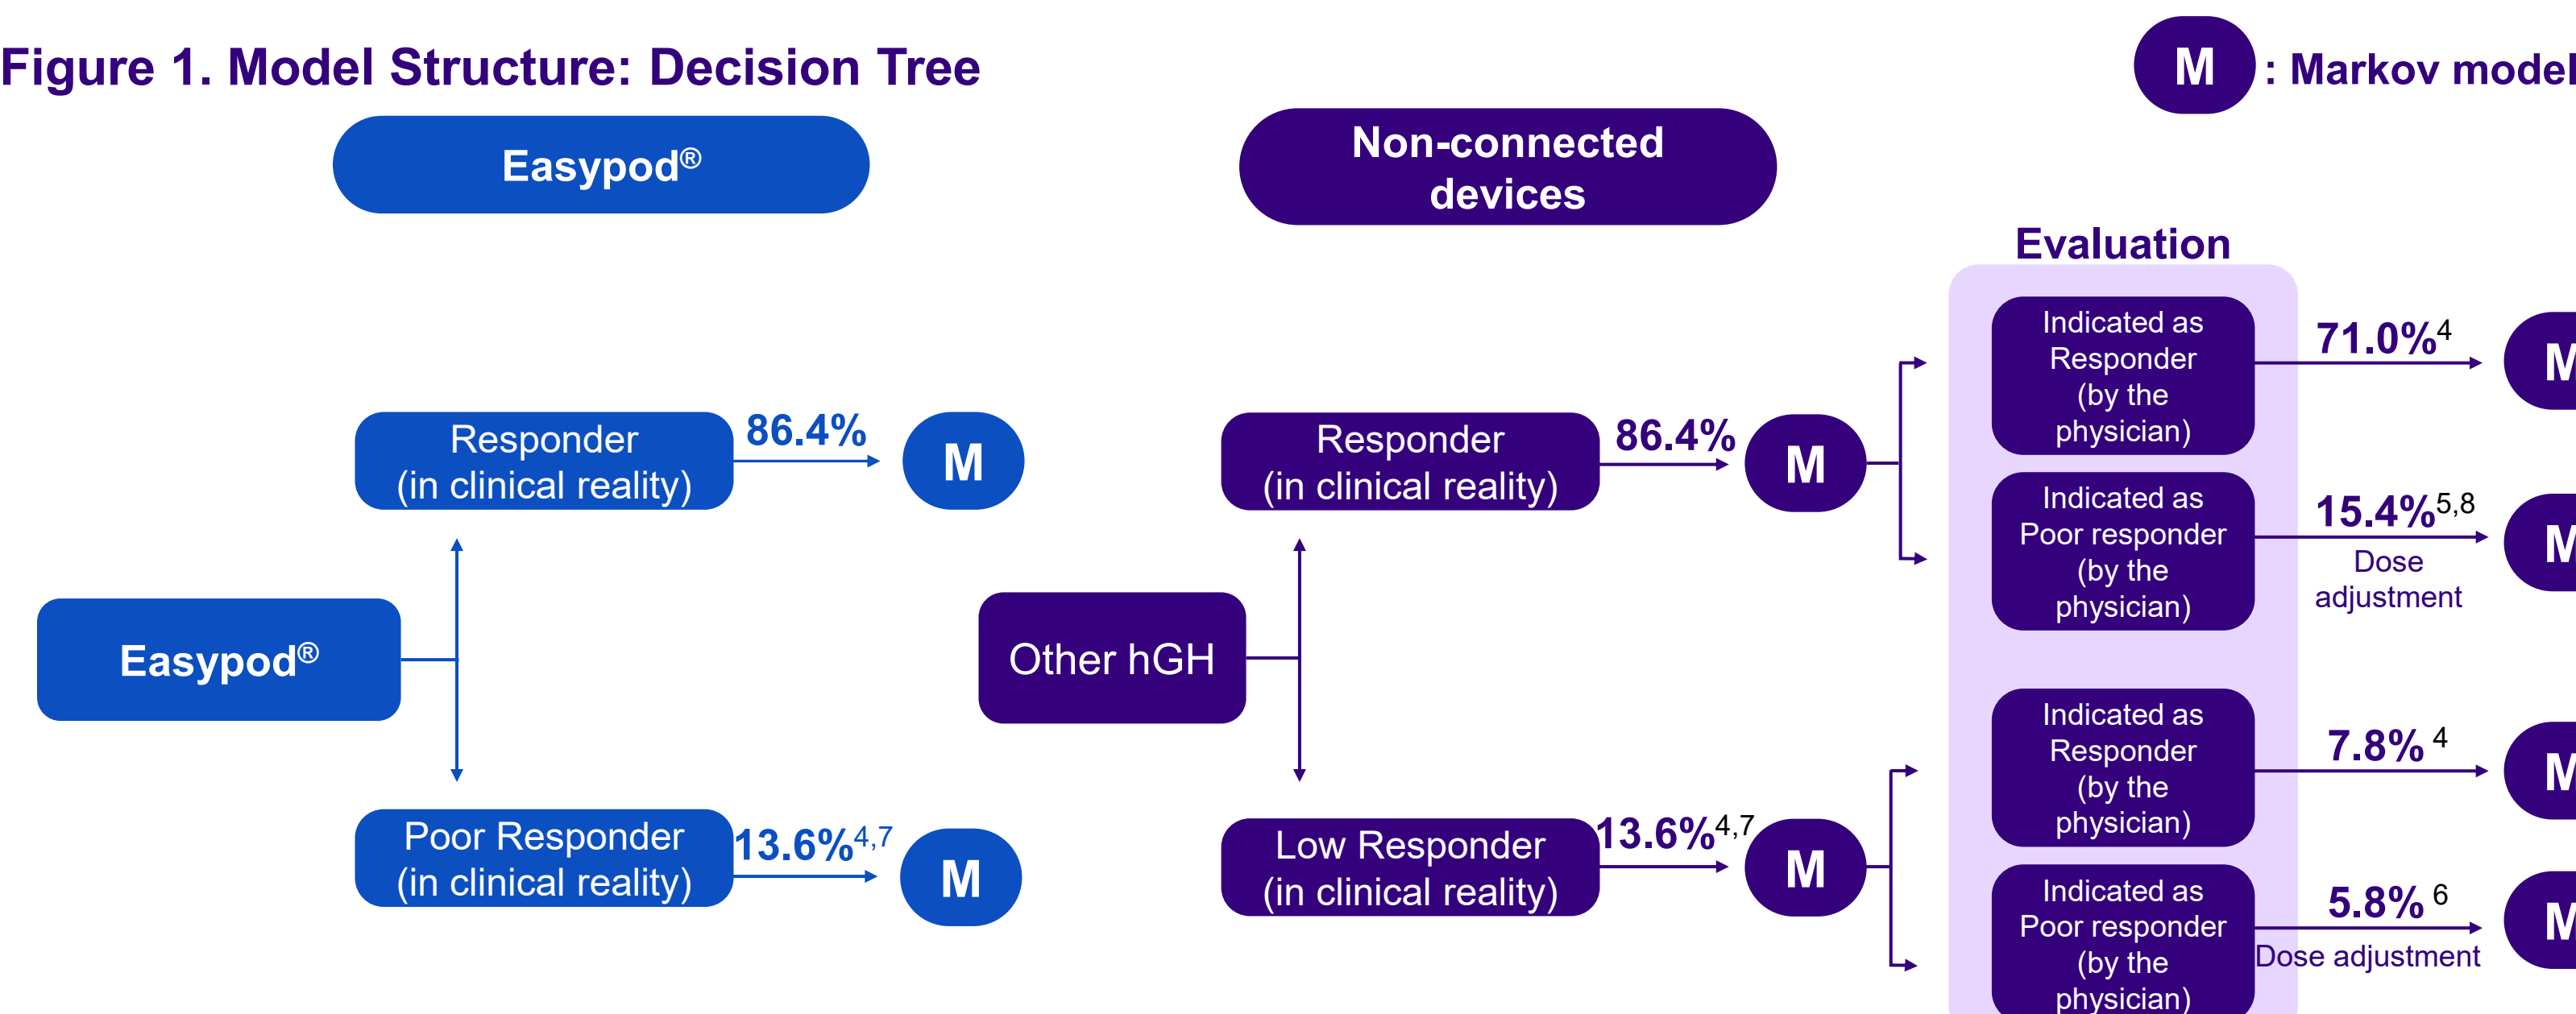 Figure 1. Model Structure: Decision Tree
M : Markov model
Easypod®
Non-connected
devices
Evaluation
Easypod®
Responder
(in clinical reality)
86.4%
M
Poor Responder
(in clinical reality)
13.6%4,7
M
Other hGH
Responder
(in clinical reality)
86.4%
M
Low Responder
(in clinical reality)
13.6%4,7
M
Indicated as
Responder
(by the
physician)
71.0%4
M
Indicated as
Poor responder
(by the
physician)
15.4%5,8
Dose
adjustment
M
Indicated as
Responder
(by the
physician)
7.8% 4
M
Indicated as
Poor responder
(by the
physician)
5.8% 6
Dose adjustment
M